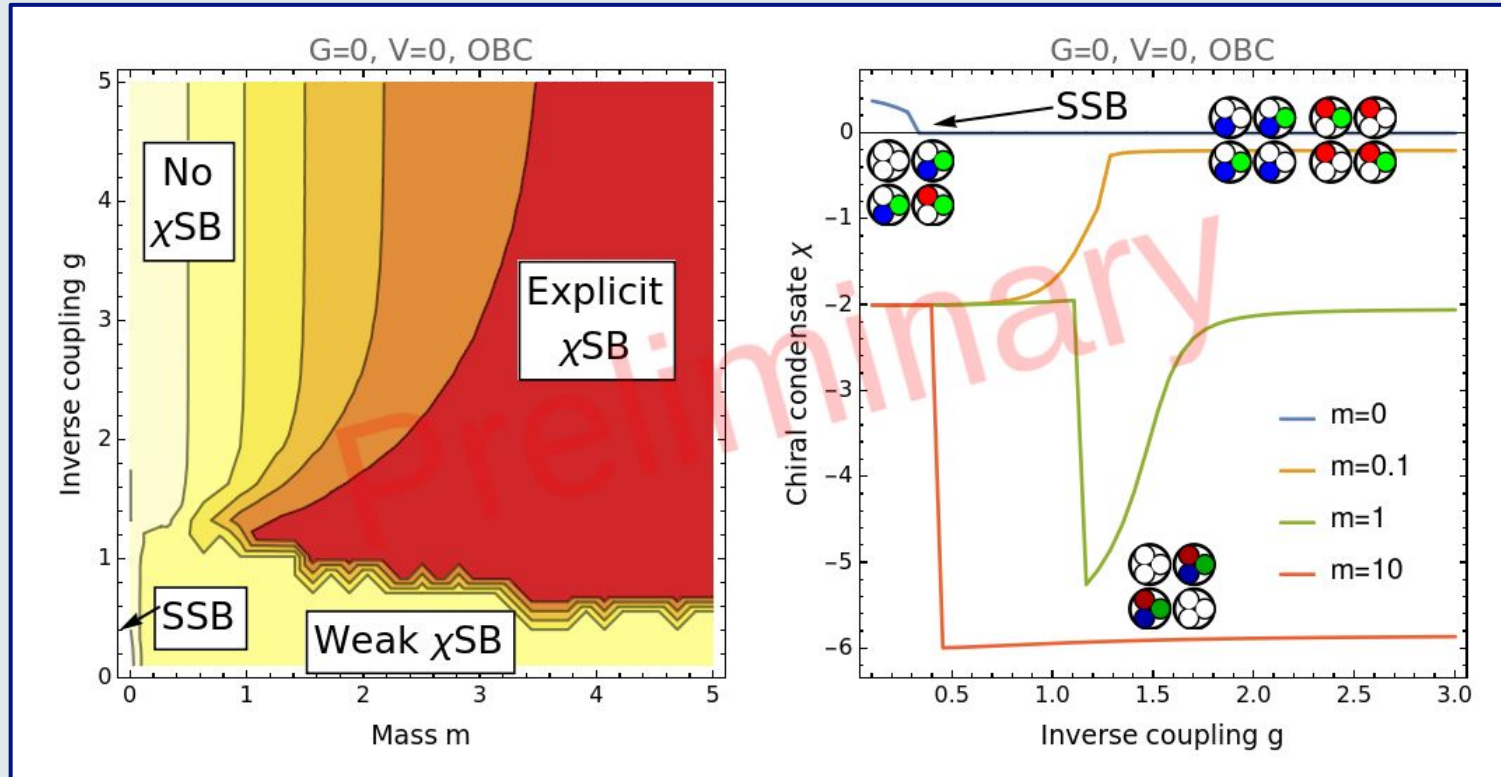 G=0, V=0, OBC
Inverse coupling g
5
4
3
2
1
0
No
χSB
Explicit
χSB
SSB
Weak χSB
0 1 2 3 4 5
Mass m
G=0, V=0, OBC
Chiral condensate χ
0
−1
−2
−3
−4
−5
−6
SSB
m=0
m=0.1
m=1
m=10
0.5 1.0 1.5 2.0 2.5 3.0
Inverse coupling g
Preliminary